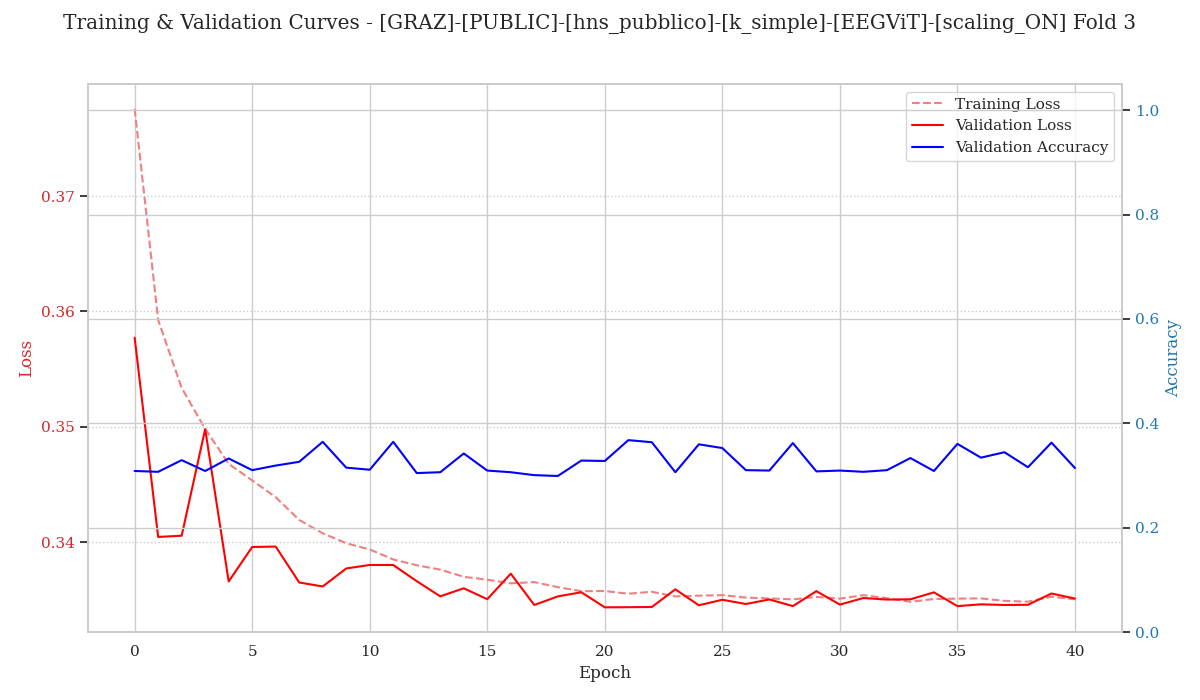 Training & Validation Curves - [GRAZ]-[PUBLIC]-[hns_pubblico]-[k_simple]-[EEGViT]-[scaling_ON] Fold 3
Training Loss
Validation Loss
Validation Accuracy
Loss
0.37
0.36
0.35
0.34
1.0
0.8
0.6
0.4
0.2
0.0
Accuracy
0 5 10 15 20 25 30 35 40
Epoch